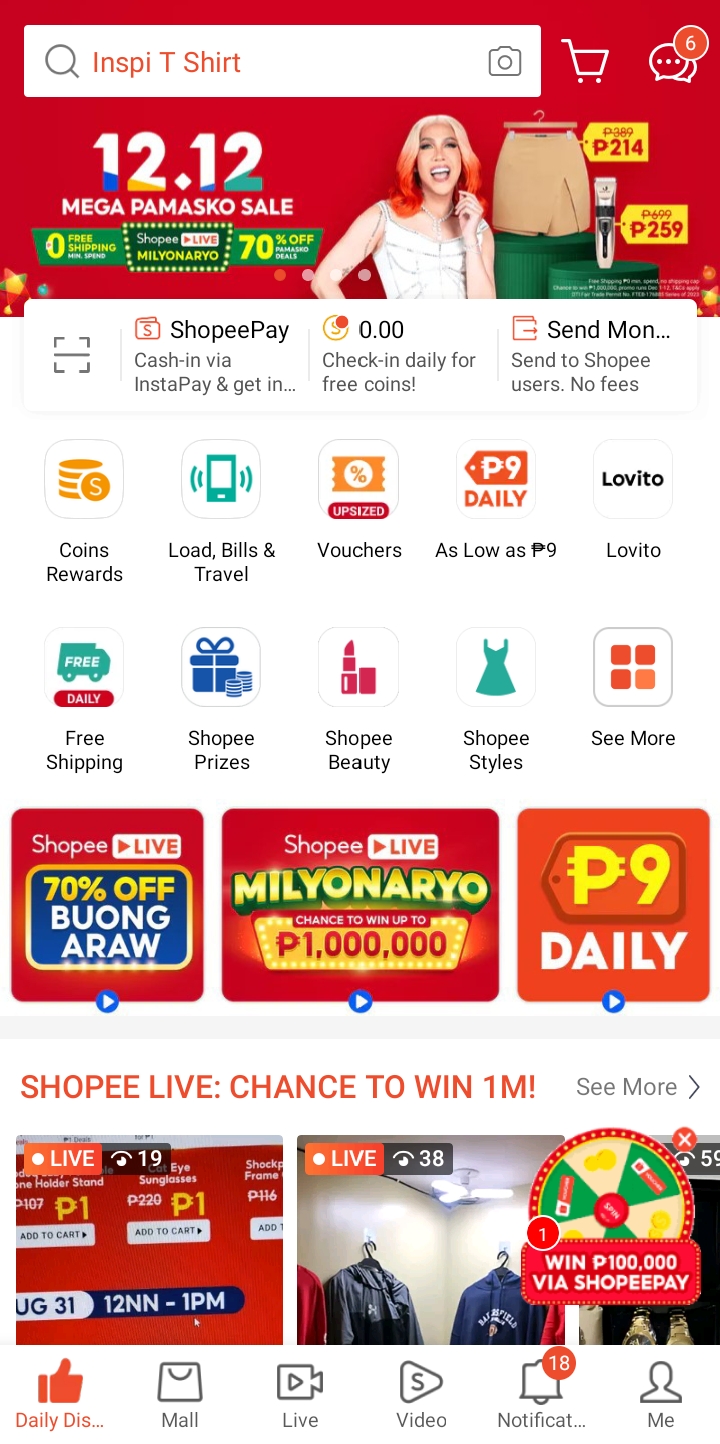 Inspi T Shirt
6
12.12
MEGA PAMASKO SALE
₱0 FREE SHIPPING MIN. SPEND
Shopee LIVE MILYONARYO
70% OFF PAMASKO DEALS
₱389
₱214
₱699
₱259
ShopeePay
Cash-in via
InstaPay & get in...
0.00
Check-in daily for
free coins!
Send Mon...
Send to Shopee
users. No fees
UPSIZED
₱9
DAILY
Lovito
Coins
Rewards
Load, Bills &
Travel
Vouchers
As Low as ₱9
Lovito
FREE
DAILY
Free
Shipping
Shopee
Prizes
Shopee
Beauty
Shopee
Styles
See More
Shopee LIVE
70% OFF
BUONG
ARAW
Shopee LIVE
MILYONARYO
CHANCE TO WIN UP TO
₱1,000,000
₱9
DAILY
SHOPEE LIVE: CHANCE TO WIN 1M!
See More
LIVE 19
one Holder Stand
₱107 ₱1
ADD TO CART
Cat Eye
Sunglasses
₱220 ₱1
ADD TO CART
Shockp
Frame
₱116
ADD T
UG 31 12NN - 1PM
LIVE 38
59
SPIN
1
WIN ₱100,000
VIA SHOPEEPAY
Daily Dis...
Mall
Live
Video
18
Notificat...
Me